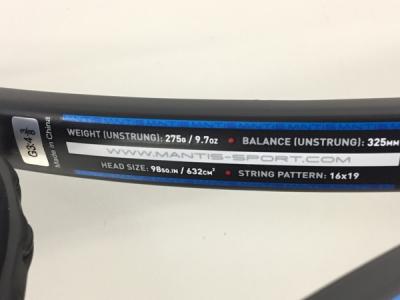 G3:4 3/8
Made in China
WEIGHT (UNSTRUNG): 275G / 9.7OZ • BALANCE (UNSTRUNG): 325MM
WWW.MANTIS-SPORT.COM
HEAD SIZE: 98SQ.IN / 632CM² • STRING PATTERN: 16x19